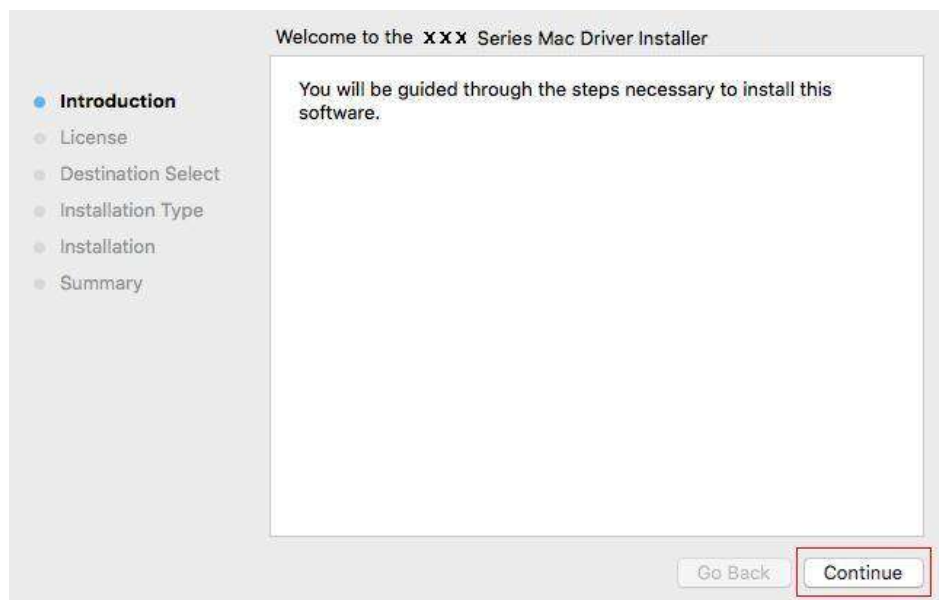 Welcome to the xxx Series Mac Driver Installer
Introduction
License
Destination Select
Installation Type
Installation
Summary
You will be guided through the steps necessary to install this
software.
Go Back
Continue